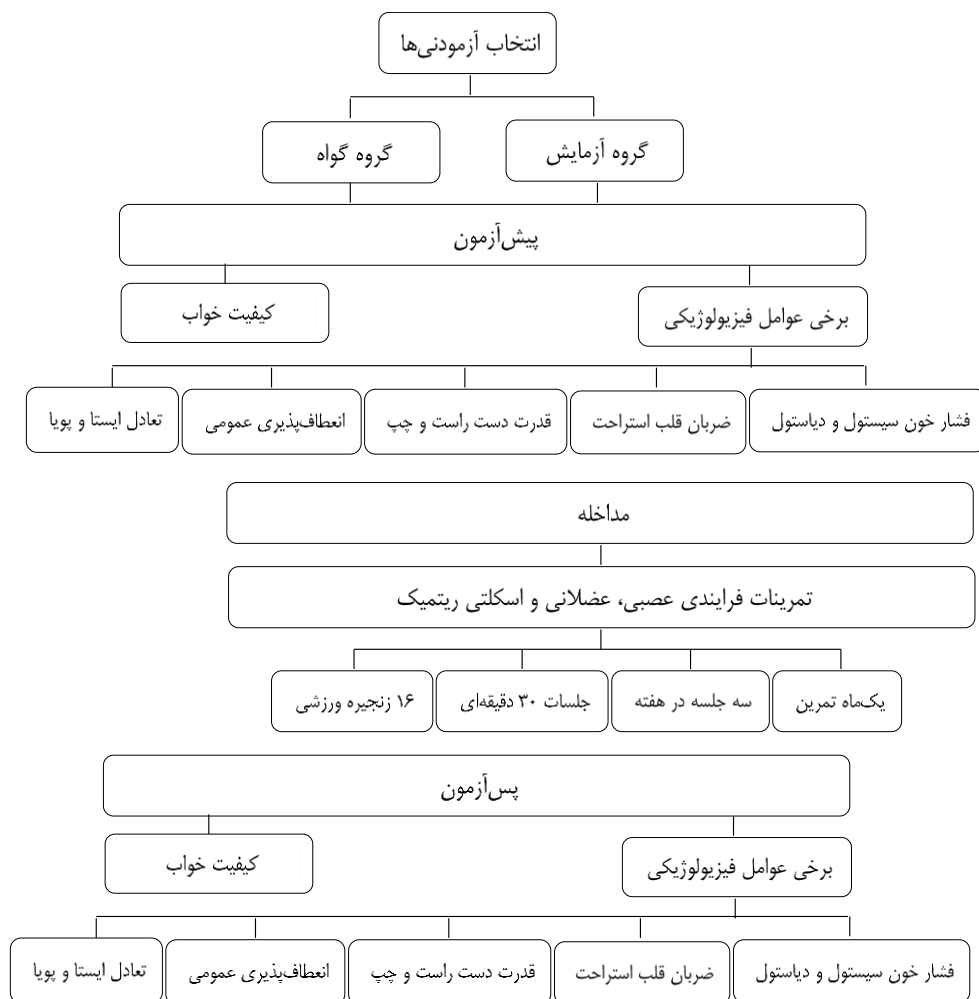 انتخاب آزمودنی‌ها
گروه آزمایش
گروه گواه
پیش‌آزمون
برخی عوامل فیزیولوژیکی
کیفیت خواب
فشار خون سیستول و دیاستول
ضربان قلب استراحت
قدرت دست راست و چپ
انعطاف‌پذیری عمومی
تعادل ایستا و پویا
مداخله
تمرینات فرایندی عصبی، عضلانی و اسکلتی ریتمیک
یک‌ماه تمرین
سه جلسه در هفته
جلسات ۳۰ دقیقه‌ای
۱۶ زنجیره ورزشی
پس‌آزمون
برخی عوامل فیزیولوژیکی
کیفیت خواب
فشار خون سیستول و دیاستول
ضربان قلب استراحت
قدرت دست راست و چپ
انعطاف‌پذیری عمومی
تعادل ایستا و پویا